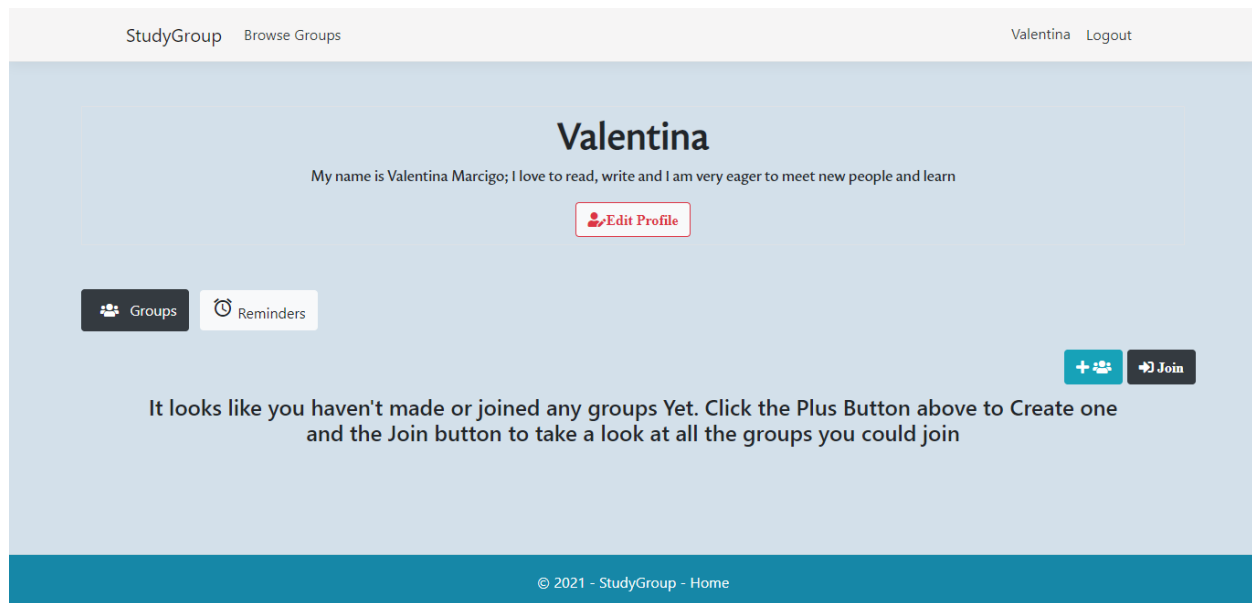 StudyGroup Browse Groups Valentina Logout
Valentina
My name is Valentina Marcigo; I love to read, write and I am very eager to meet new people and learn
Edit Profile
Groups Reminders
Join
It looks like you haven't made or joined any groups Yet. Click the Plus Button above to Create one
and the Join button to take a look at all the groups you could join
© 2021 - StudyGroup - Home